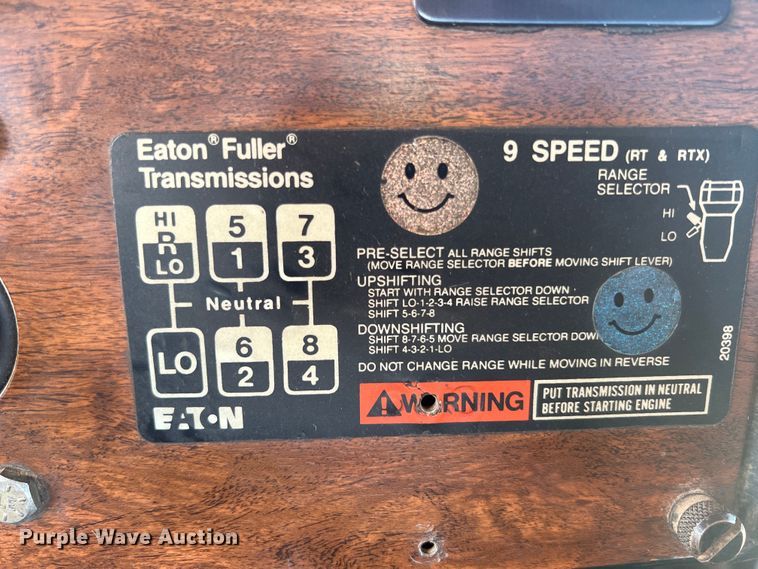 Eaton® Fuller®
Transmissions
9 SPEED (RT & RTX)
RANGE
SELECTOR
HI
LO
HI 5 7
R 1 3
LO
Neutral
LO 6 8
2 4
EATON
PRE-SELECT ALL RANGE SHIFTS
(MOVE RANGE SELECTOR BEFORE MOVING SHIFT LEVER)
UPSHIFTING
START WITH RANGE SELECTOR DOWN
SHIFT LO-1-2-3-4 RAISE RANGE SELECTOR
SHIFT 5-6-7-8
DOWNSHIFTING
SHIFT 8-7-6-5 MOVE RANGE SELECTOR DOW
SHIFT 4-3-2-1-LO
DO NOT CHANGE RANGE WHILE MOVING IN REVERSE
20398
WARNING
PUT TRANSMISSION IN NEUTRAL
BEFORE STARTING ENGINE
Purple Wave Auction